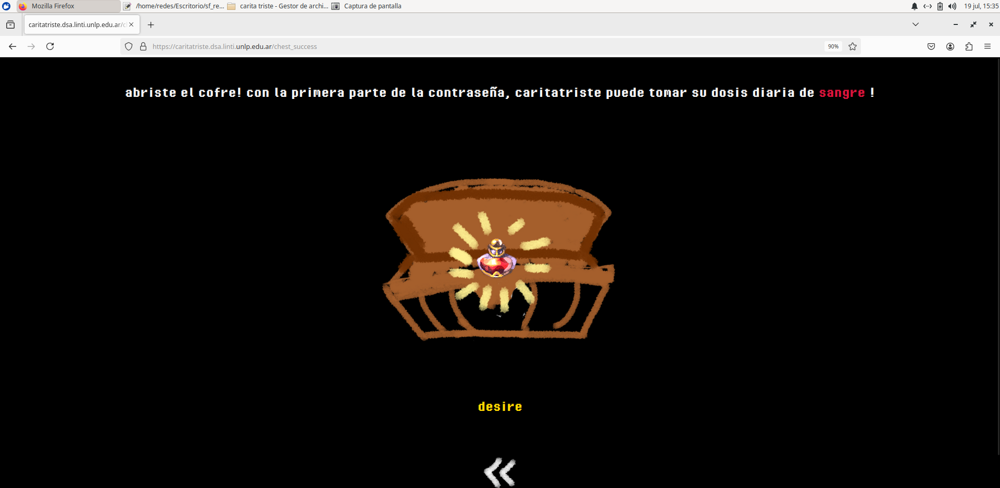 Mozilla Firefox
/home/redes/Escritorio/sf_re...
carita triste - Gestor de archi...
Captura de pantalla
19 jul, 15:35
caritatriste.dsa.linti.unlp.edu.ar/c
https://caritatriste.dsa.linti.unlp.edu.ar/chest_success
90%
abriste el cofre! con la primera parte de la contraseña, caritatriste puede tomar su dosis diaria de sangre !
desire